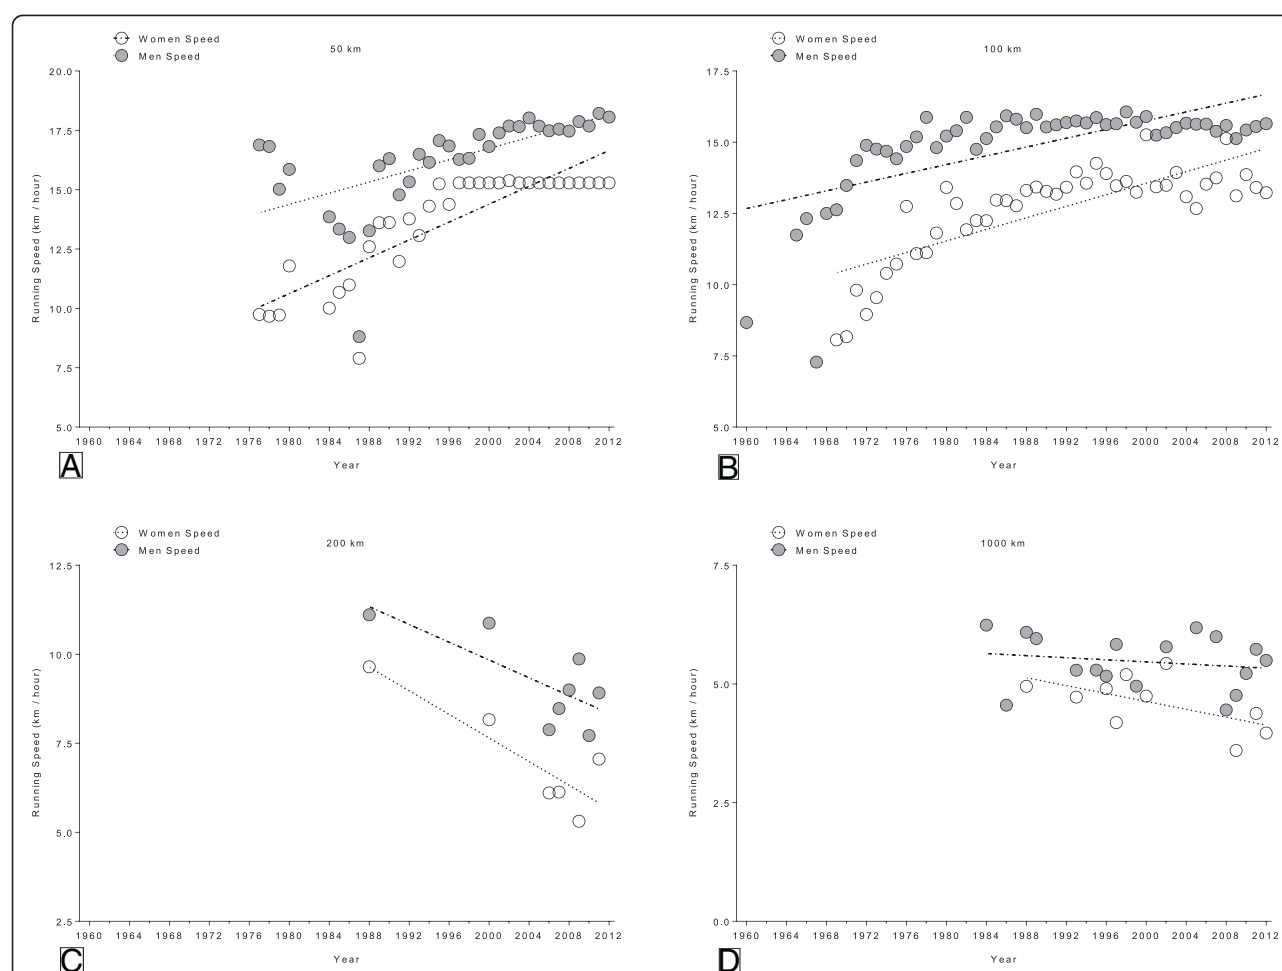 Women Speed
Men Speed
50 km
20.0
17.5
15.0
12.5
10.0
7.5
5.0
Running Speed (km / hour)
1960 1964 1968 1972 1976 1980 1984 1988 1992 1996 2000 2004 2008 2012
Year
A
Women Speed
Men Speed
100 km
17.5
15.0
12.5
10.0
7.5
5.0
Running Speed (km / hour)
1960 1964 1968 1972 1976 1980 1984 1988 1992 1996 2000 2004 2008 2012
Year
B
Women Speed
Men Speed
200 km
12.5
10.0
7.5
5.0
2.5
Running Speed (km / hour)
1960 1964 1968 1972 1976 1980 1984 1988 1992 1996 2000 2004 2008 2012
Year
C
Women Speed
Men Speed
1000 km
7.5
5.0
2.5
0.0
Running Speed (km / hour)
1960 1964 1968 1972 1976 1980 1984 1988 1992 1996 2000 2004 2008 2012
Year
D